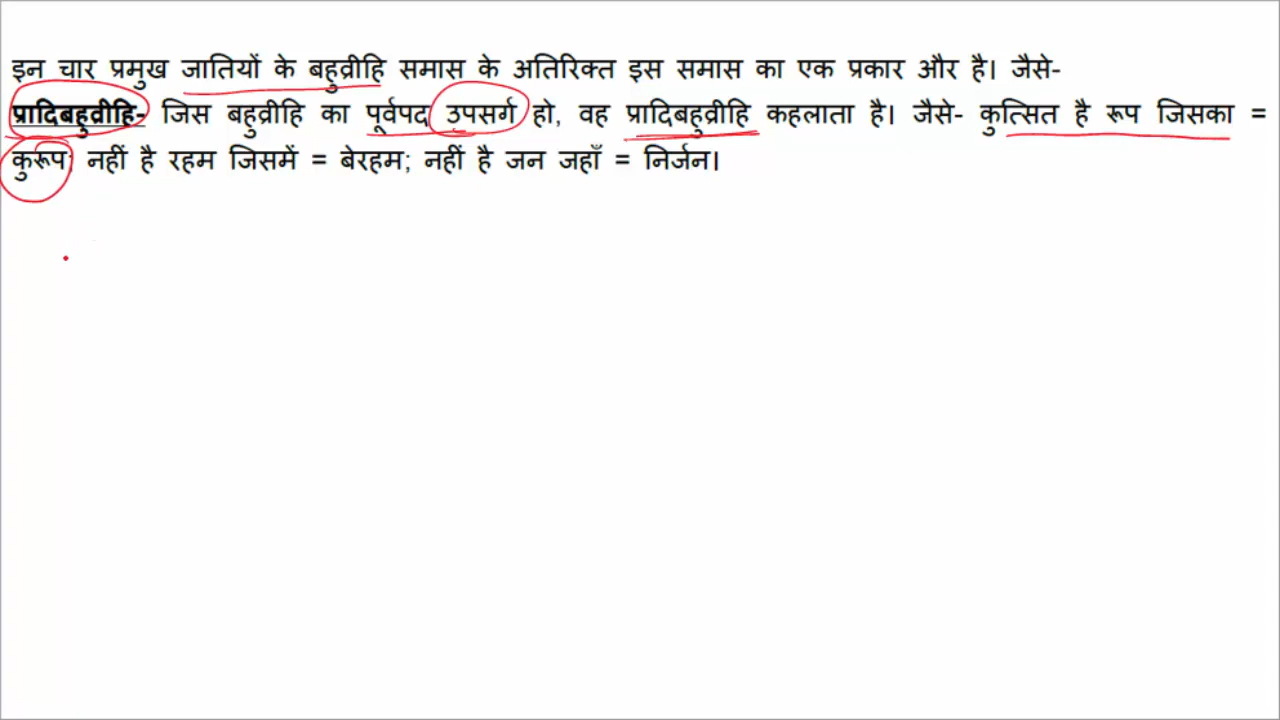 इन चार प्रमुख जातियों के बहुव्रीहि समास के अतिरिक्त इस समास का एक प्रकार और है। जैसे-
प्रादिबहुव्रीहि- जिस बहुव्रीहि का पूर्वपद उपसर्ग हो, वह प्रादिबहुव्रीहि कहलाता है। जैसे- कुत्सित है रूप जिसका =
कुरूप; नहीं है रहम जिसमें = बेरहम; नहीं है जन जहाँ = निर्जन।